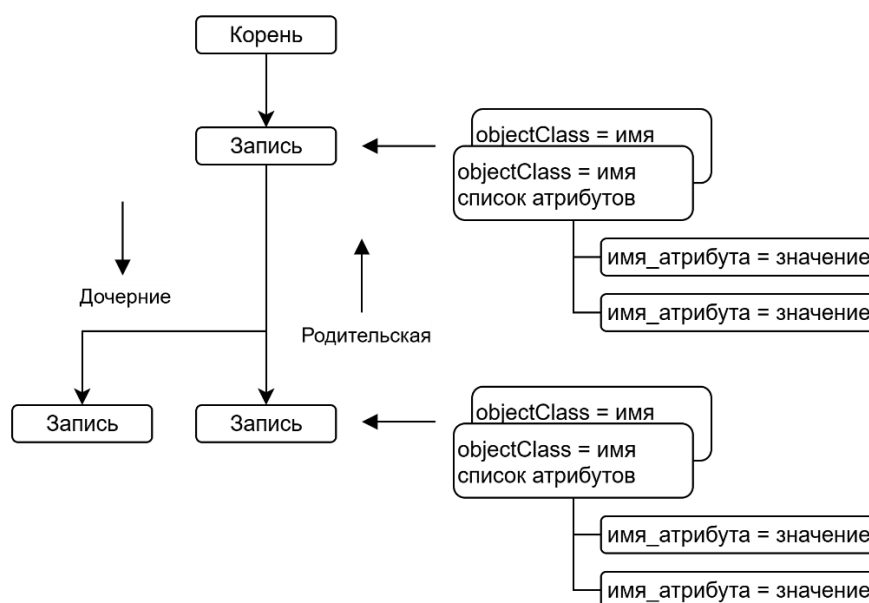 Корень
Запись
objectClass = имя
objectClass = имя
список атрибутов
имя_атрибута = значение
имя_атрибута = значение
Дочерние
Родительская
Запись
Запись
objectClass = имя
objectClass = имя
список атрибутов
имя_атрибута = значение
имя_атрибута = значение